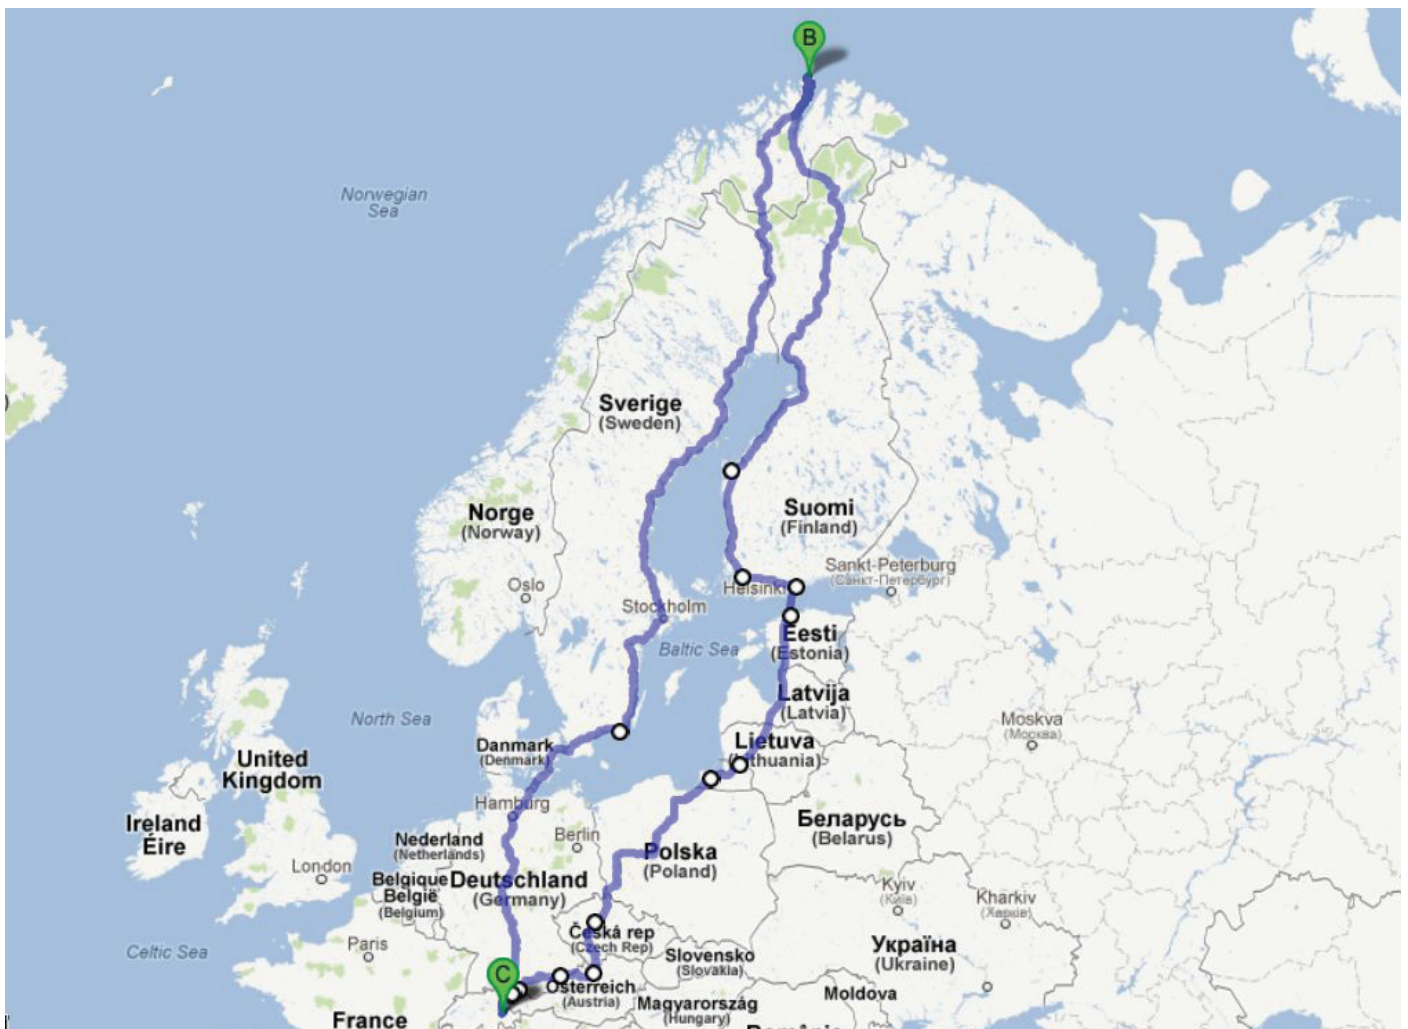 B
Norwegian
Sea
Sverige
(Sweden)
Norge
(Norway)
Suomi
(Finland)
Oslo
Sankt-Peterburg
(Санкт-Петербург)
Helsinki
Stockholm
Baltic Sea
Eesti
(Estonia)
Latvija
(Latvia)
North Sea
Moskva
(Москва)
Danmark
(Denmark)
Lietuva
(Lithuania)
United
Kingdom
Hamburg
Ireland
Éire
Беларусь
(Belarus)
Nederland
(Netherlands)
Berlin
Polska
(Poland)
London
Belgique
België
(Belgium)
Deutschland
(Germany)
Kyiv
(Київ)
Kharkiv
(Харків)
Česká rep
(Czech Rep)
Celtic Sea
Paris
Україна
(Ukraine)
Slovensko
(Slovakia)
C
Österreich
(Austria)
Moldova
Magyarország
(Hungary)
France
România